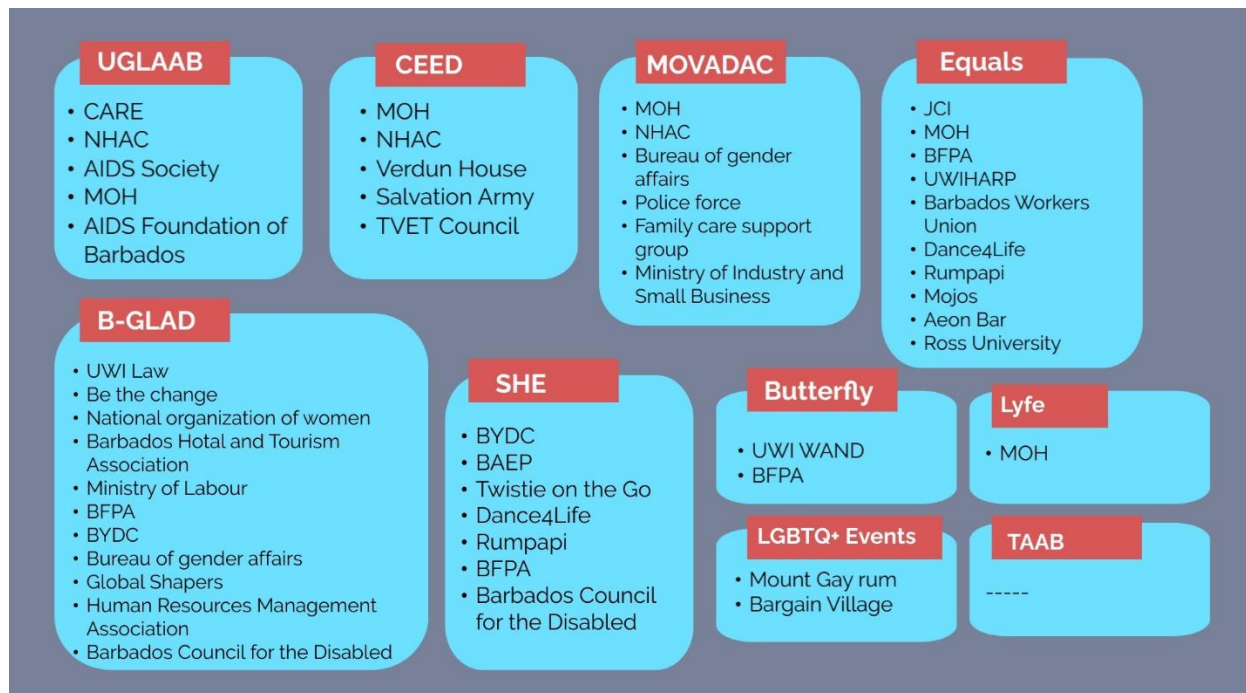 UGLAAB
• CARE
• NHAC
• AIDS Society
• MOH
• AIDS Foundation of
Barbados
CEED
• MOH
• NHAC
• Verdun House
• Salvation Army
• TVET Council
MOVADAC
• MOH
• NHAC
• Bureau of gender
affairs
• Police force
• Family care support
group
• Ministry of Industry and
Small Business
Equals
• JCI
• MOH
• BFPA
• UWIHARP
• Barbados Workers
Union
• Dance4Life
• Rumpapi
• Mojos
• Aeon Bar
• Ross University
B-GLAD
• UWI Law
• Be the change
• National organization of women
• Barbados Hotal and Tourism
Association
• Ministry of Labour
• BFPA
• BYDC
• Bureau of gender affairs
• Global Shapers
• Human Resources Management
Association
• Barbados Council for the Disabled
SHE
• BYDC
• BAEP
• Twistie on the Go
• Dance4Life
• Rumpapi
• BFPA
• Barbados Council
for the Disabled
Butterfly
• UWI WAND
• BFPA
Lyfe
• MOH
LGBTQ+ Events
• Mount Gay rum
• Bargain Village
TAAB
-----